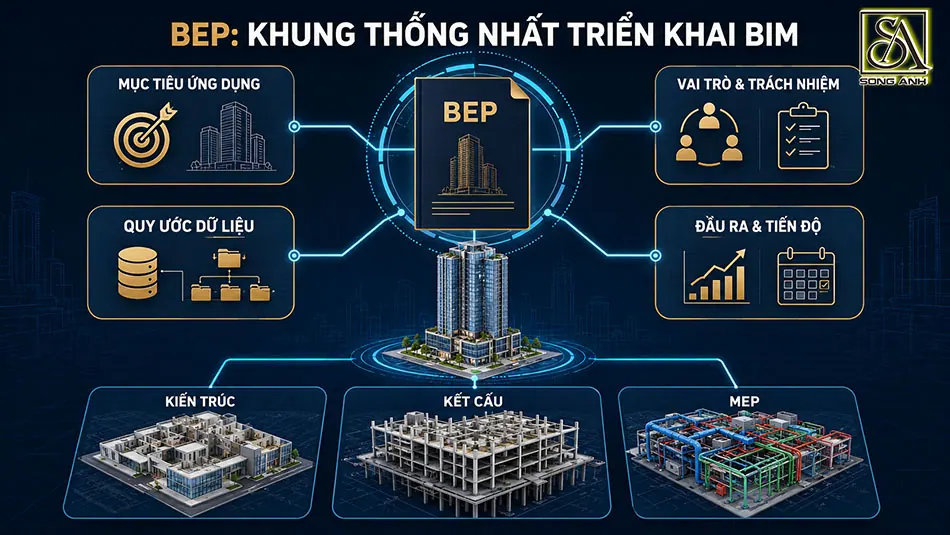 BEP: KHUNG THỐNG NHẤT TRIỂN KHAI BIM
SA
SONG ANH
MỤC TIÊU ỨNG DỤNG
BEP
VAI TRÒ & TRÁCH NHIỆM
QUY ƯỚC DỮ LIỆU
ĐẦU RA & TIẾN ĐỘ
KIẾN TRÚC
KẾT CẤU
MEP